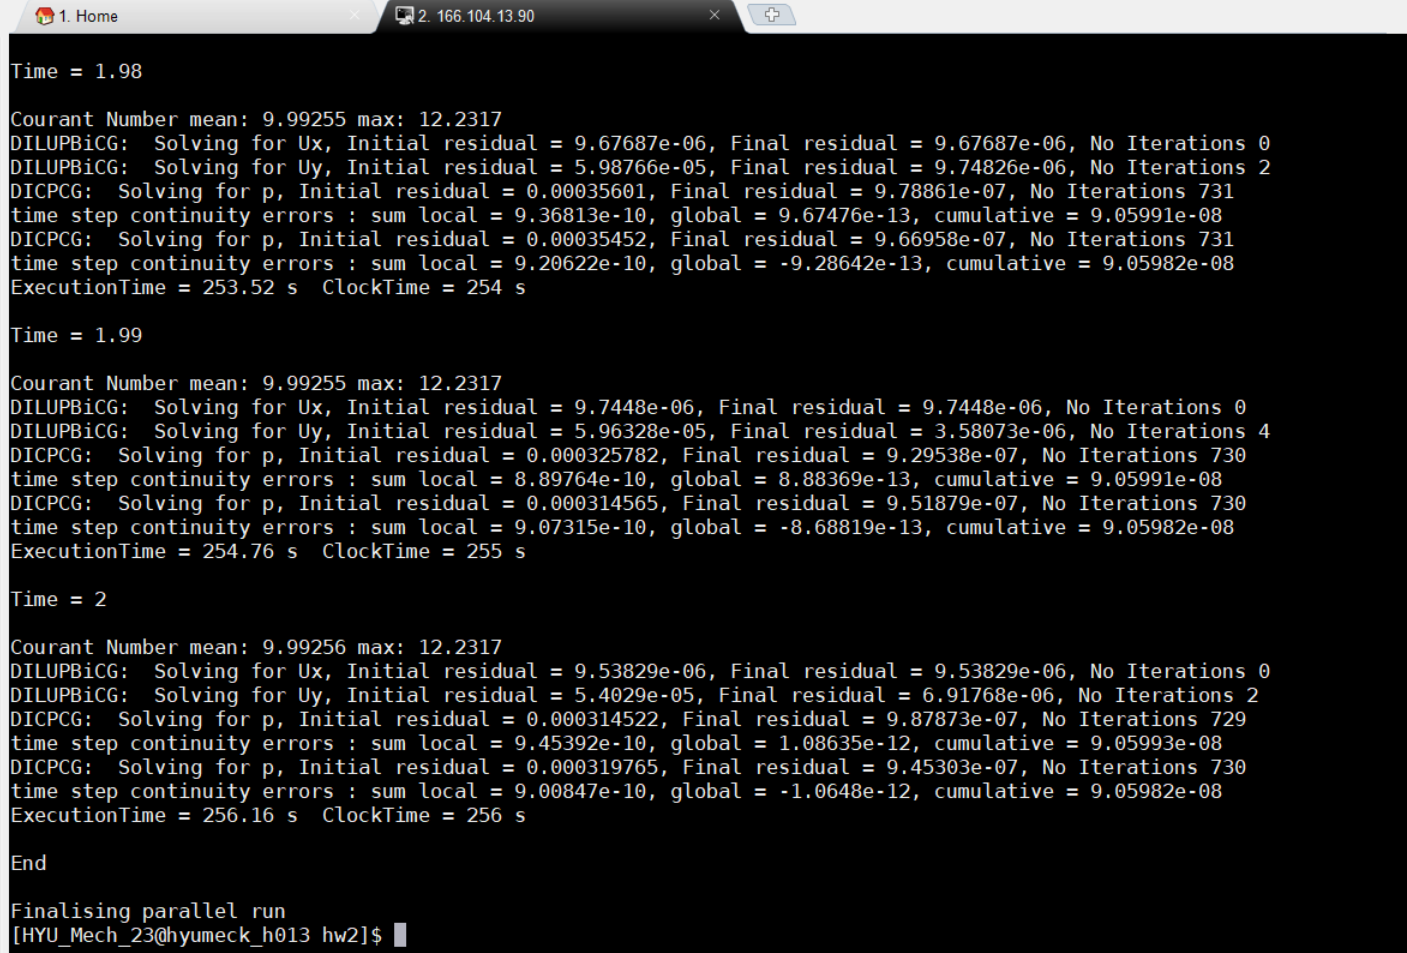 1. Home
2. 166.104.13.90
Time = 1.98
Courant Number mean: 9.99255 max: 12.2317
DILUPBiCG:  Solving for Ux, Initial residual = 9.67687e-06, Final residual = 9.67687e-06, No Iterations 0
DILUPBiCG:  Solving for Uy, Initial residual = 5.98766e-05, Final residual = 9.74826e-06, No Iterations 2
DICPCG:  Solving for p, Initial residual = 0.00035601, Final residual = 9.78861e-07, No Iterations 731
time step continuity errors : sum local = 9.36813e-10, global = 9.67476e-13, cumulative = 9.05991e-08
DICPCG:  Solving for p, Initial residual = 0.00035452, Final residual = 9.66958e-07, No Iterations 731
time step continuity errors : sum local = 9.20622e-10, global = -9.28642e-13, cumulative = 9.05982e-08
ExecutionTime = 253.52 s  ClockTime = 254 s
Time = 1.99
Courant Number mean: 9.99255 max: 12.2317
DILUPBiCG:  Solving for Ux, Initial residual = 9.7448e-06, Final residual = 9.7448e-06, No Iterations 0
DILUPBiCG:  Solving for Uy, Initial residual = 5.96328e-05, Final residual = 3.58073e-06, No Iterations 4
DICPCG:  Solving for p, Initial residual = 0.000325782, Final residual = 9.29538e-07, No Iterations 730
time step continuity errors : sum local = 8.89764e-10, global = 8.88369e-13, cumulative = 9.05991e-08
DICPCG:  Solving for p, Initial residual = 0.000314565, Final residual = 9.51879e-07, No Iterations 730
time step continuity errors : sum local = 9.07315e-10, global = -8.68819e-13, cumulative = 9.05982e-08
ExecutionTime = 254.76 s  ClockTime = 255 s
Time = 2
Courant Number mean: 9.99256 max: 12.2317
DILUPBiCG:  Solving for Ux, Initial residual = 9.53829e-06, Final residual = 9.53829e-06, No Iterations 0
DILUPBiCG:  Solving for Uy, Initial residual = 5.4029e-05, Final residual = 6.91768e-06, No Iterations 2
DICPCG:  Solving for p, Initial residual = 0.000314522, Final residual = 9.87873e-07, No Iterations 729
time step continuity errors : sum local = 9.45392e-10, global = 1.08635e-12, cumulative = 9.05993e-08
DICPCG:  Solving for p, Initial residual = 0.000319765, Final residual = 9.45303e-07, No Iterations 730
time step continuity errors : sum local = 9.00847e-10, global = -1.0648e-12, cumulative = 9.05982e-08
ExecutionTime = 256.16 s  ClockTime = 256 s
End
Finalising parallel run
[HYU_Mech_23@hyumeck_h013 hw2]$